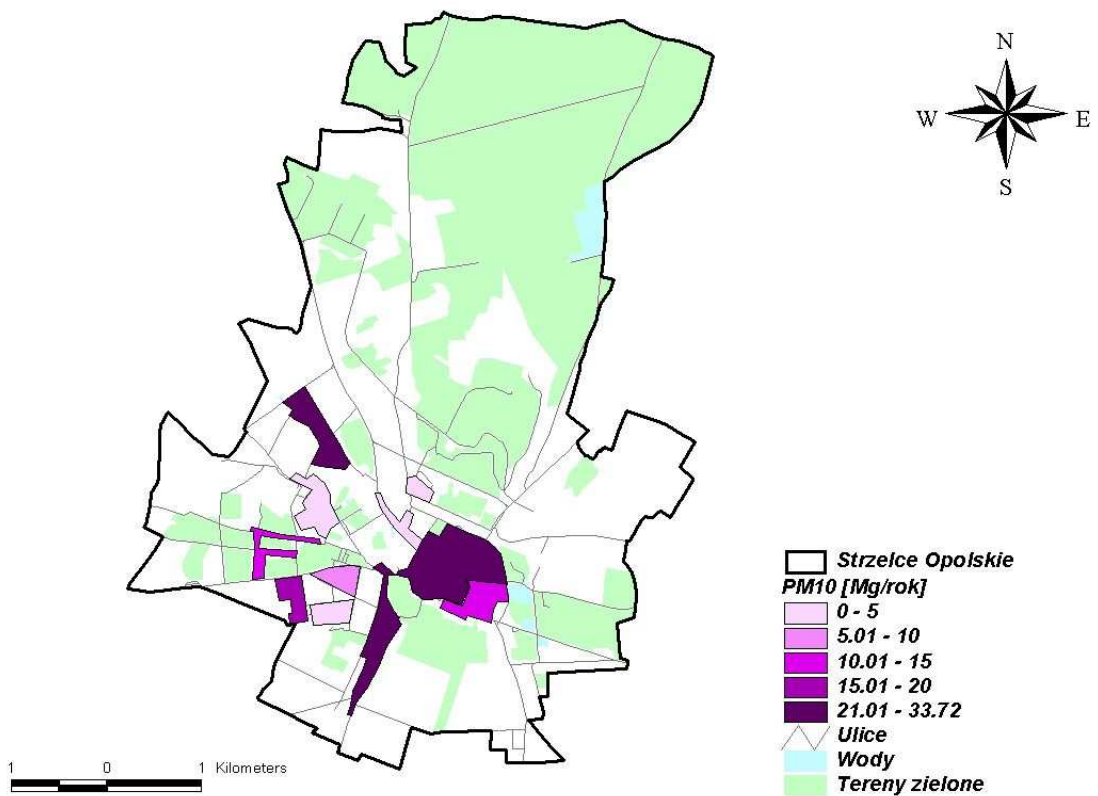 N
W E
S
Strzelce Opolskie
PM10 [Mg/rok]
0 - 5
5.01 - 10
10.01 - 15
15.01 - 20
21.01 - 33.72
Ulice
Wody
Tereny zielone
1 0 1 Kilometers